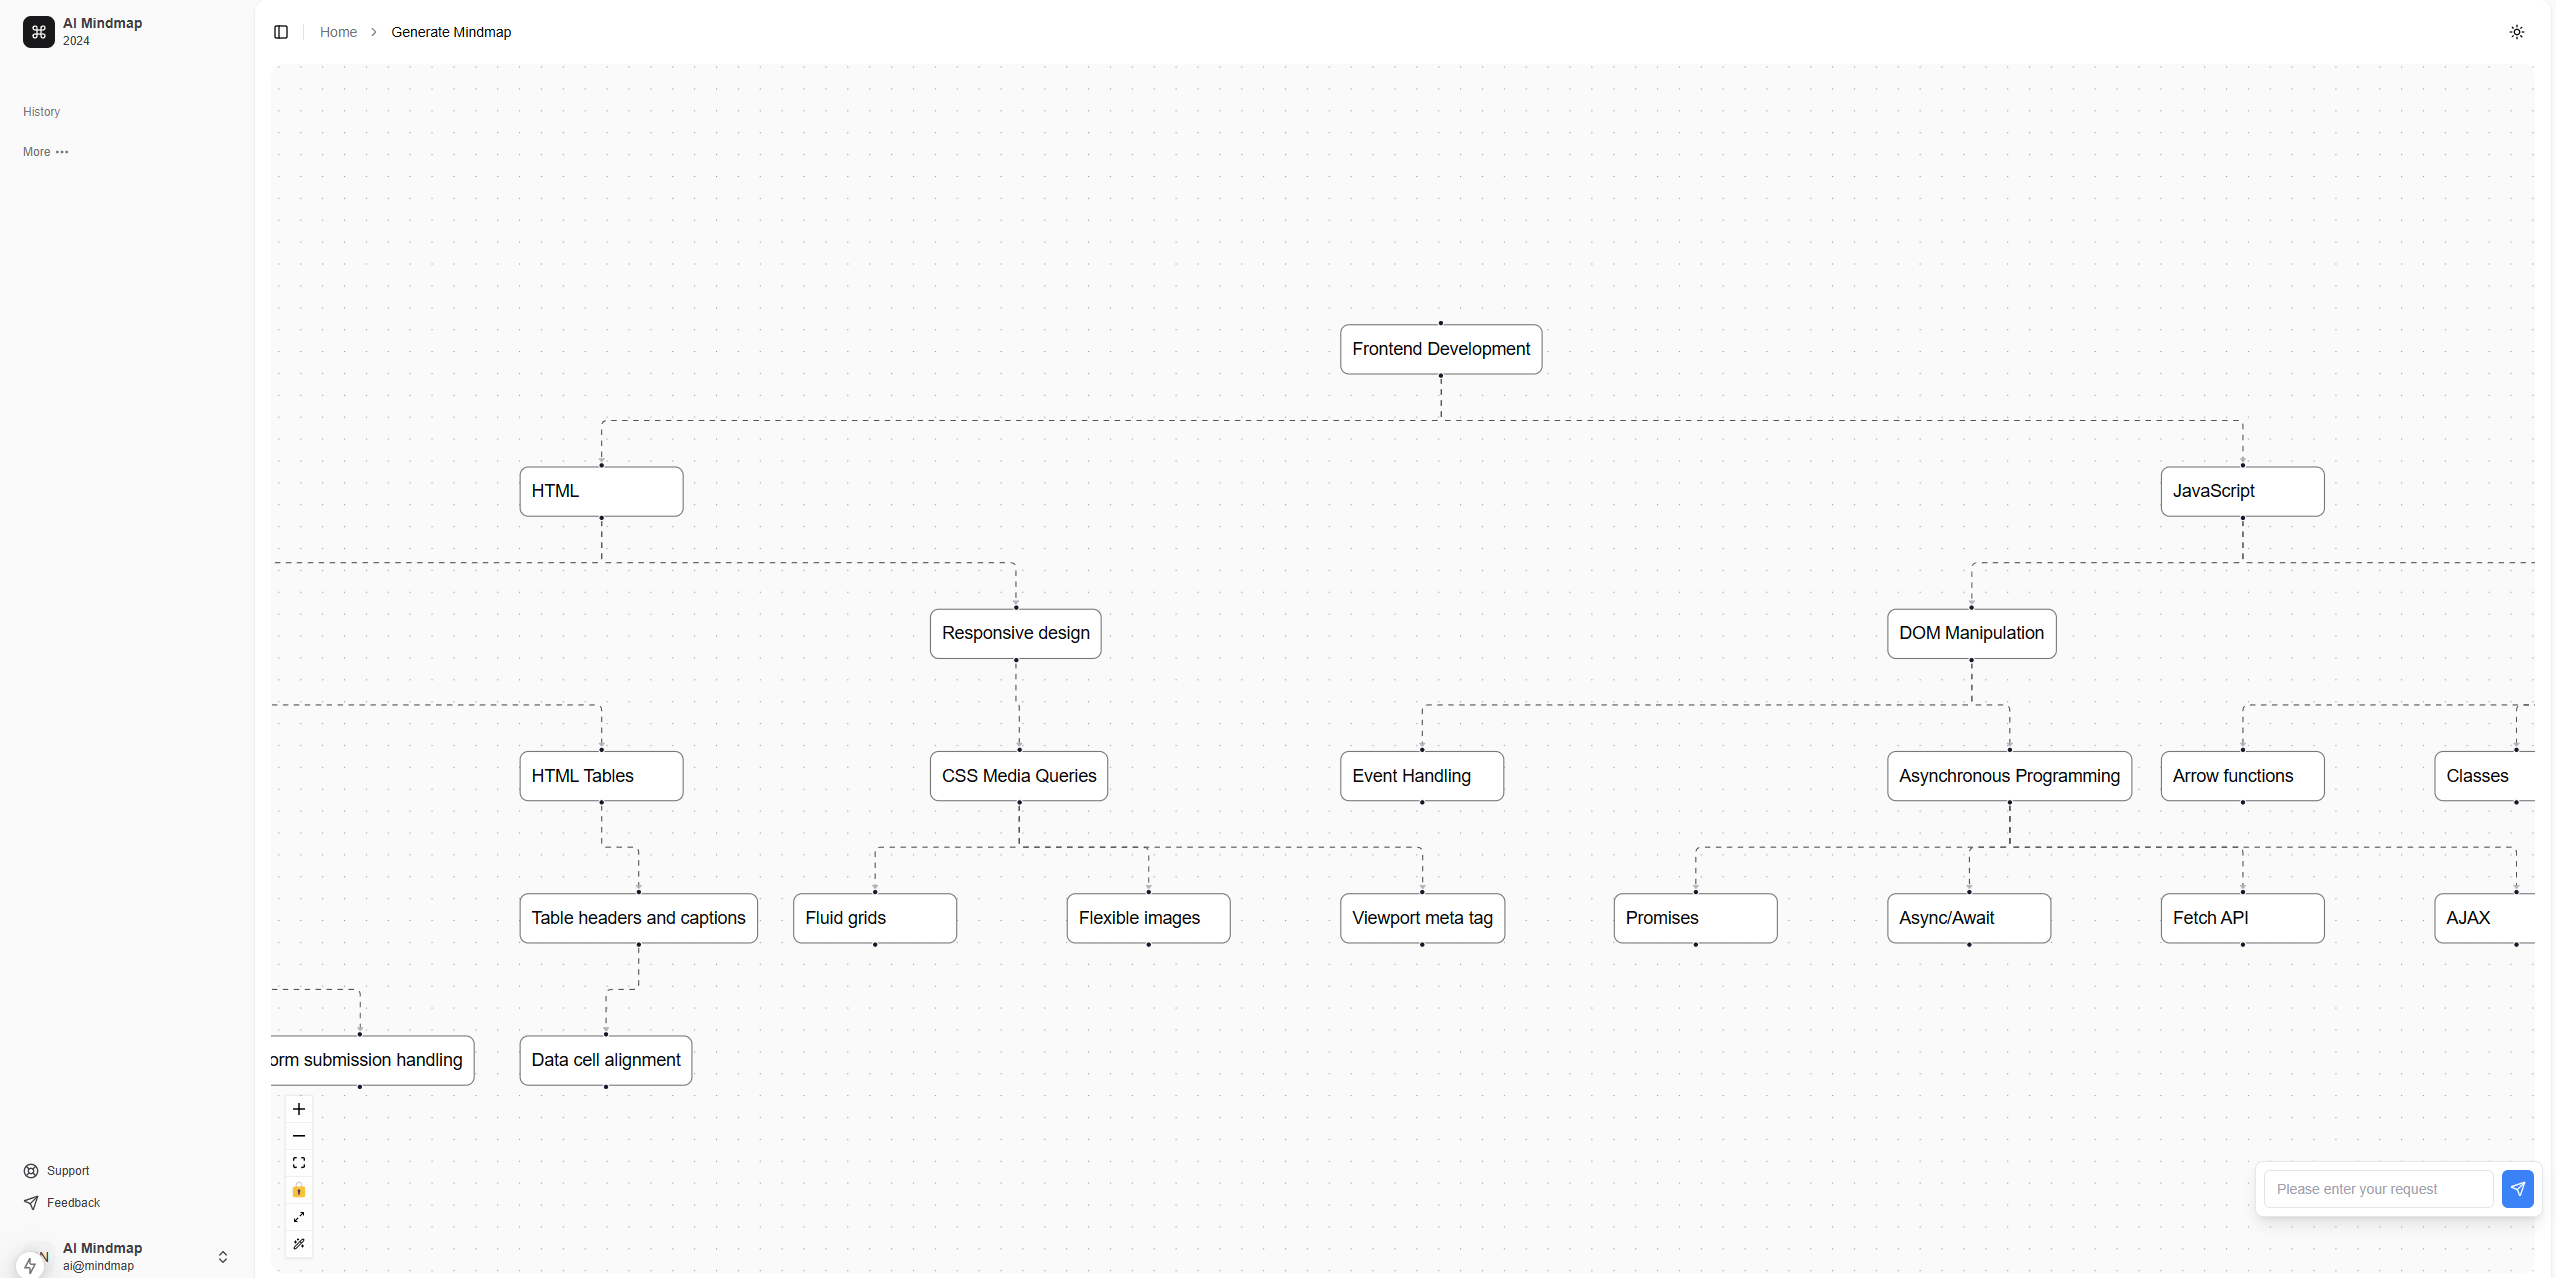 AI Mindmap
2024
History
More
Support
Feedback
AI Mindmap
ai@mindmap
Home
Generate Mindmap
Frontend Development
HTML
JavaScript
Responsive design
DOM Manipulation
HTML Tables
CSS Media Queries
Event Handling
Asynchronous Programming
Arrow functions
Classes
Table headers and captions
Fluid grids
Flexible images
Viewport meta tag
Promises
Async/Await
Fetch API
AJAX
orm submission handling
Data cell alignment
Please enter your request